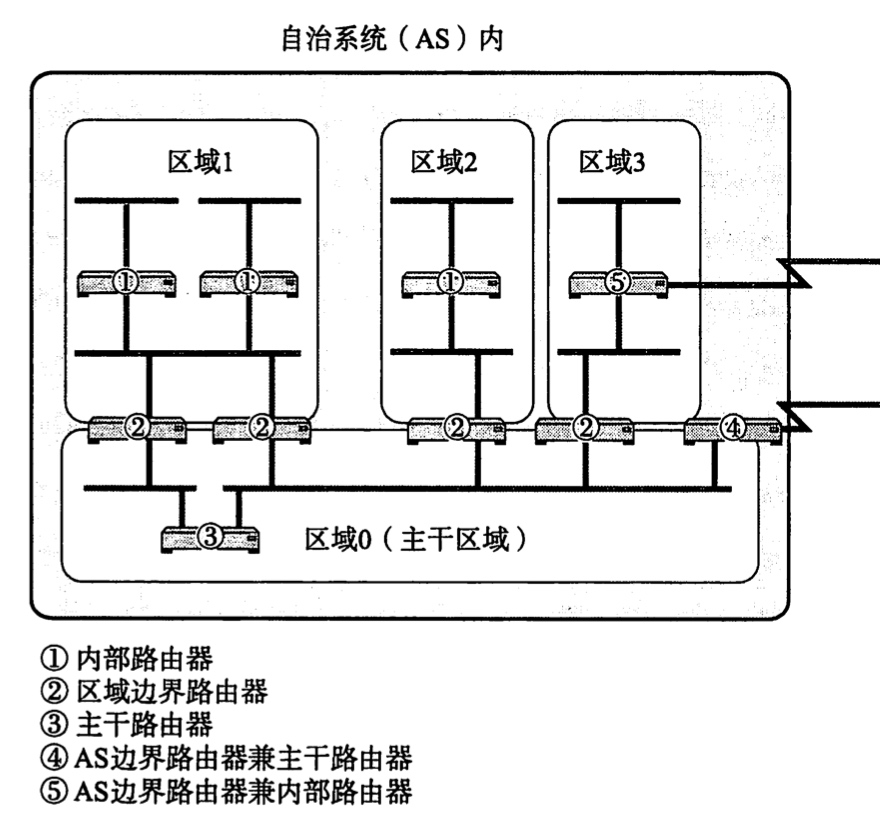 自治系统（AS）内
区域1
区域2
区域3
①
①
①
⑤
②
②
②
②
④
③
区域0（主干区域）
① 内部路由器
② 区域边界路由器
③ 主干路由器
④ AS边界路由器兼主干路由器
⑤ AS边界路由器兼内部路由器